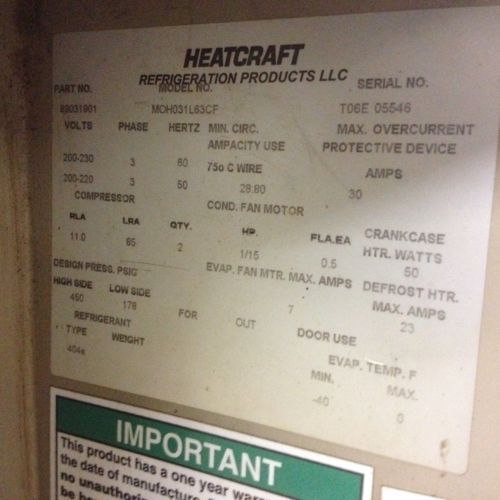 HEATCRAFT
REFRIGERATION PRODUCTS LLC
PART NO. MODEL NO. SERIAL NO.
89031901 MOH031L63CF T06E 05546
VOLTS PHASE HERTZ MIN. CIRC. MAX. OVERCURRENT
AMPACITY USE PROTECTIVE DEVICE
200-230 3 60 75o C WIRE AMPS
200-220 3 50 28.80 30
COMPRESSOR COND. FAN MOTOR
RLA LRA QTY. HP. FLA.EA CRANKCASE
HTR. WATTS
11.0 85 2 1/15 0.5 50
DESIGN PRESS. PSIG EVAP. FAN MTR. MAX. AMPS DEFROST HTR.
HIGH SIDE LOW SIDE MAX. AMPS
450 178 7 23
REFRIGERANT FOR OUT DOOR USE
TYPE WEIGHT EVAP. TEMP. F
MIN. MAX.
404a -40 0
IMPORTANT
This product has a one year
the date of manufacture.
no
be